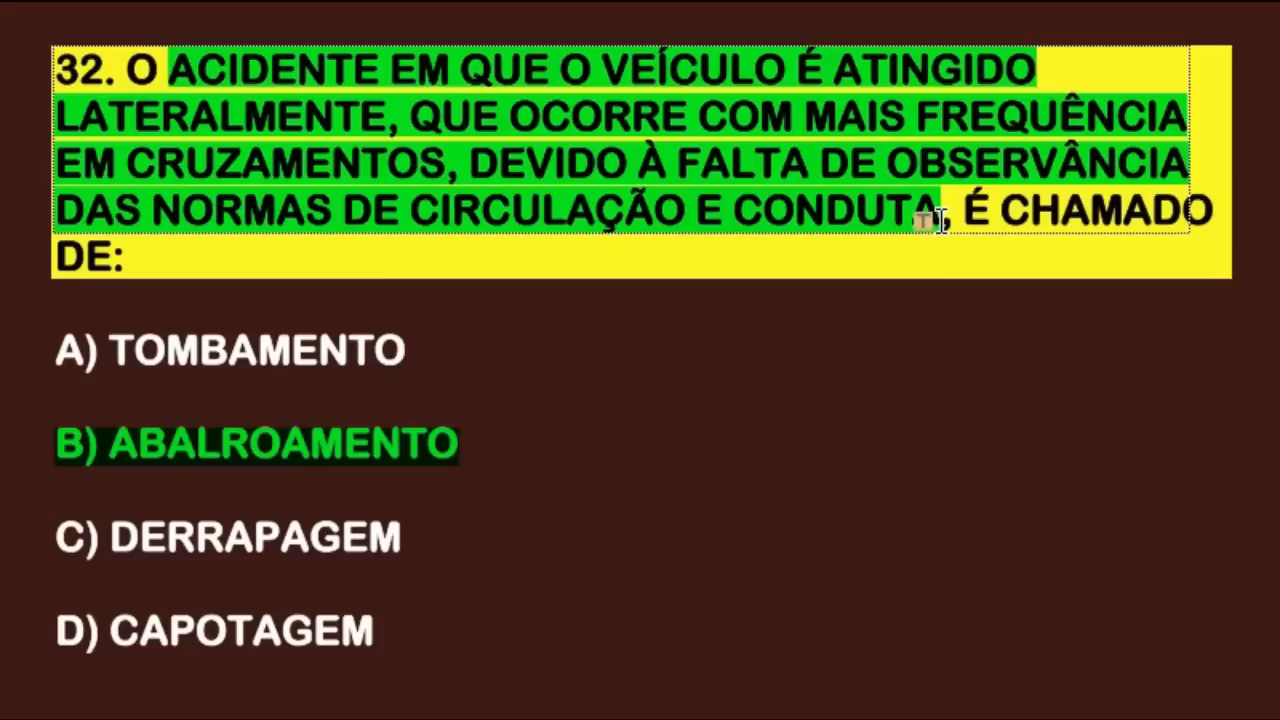 32. O ACIDENTE EM QUE O VEÍCULO É ATINGIDO
LATERALMENTE, QUE OCORRE COM MAIS FREQUÊNCIA
EM CRUZAMENTOS, DEVIDO À FALTA DE OBSERVÂNCIA
DAS NORMAS DE CIRCULAÇÃO E CONDUTA, É CHAMADO
DE:
A) TOMBAMENTO
B) ABALROAMENTO
C) DERRAPAGEM
D) CAPOTAGEM